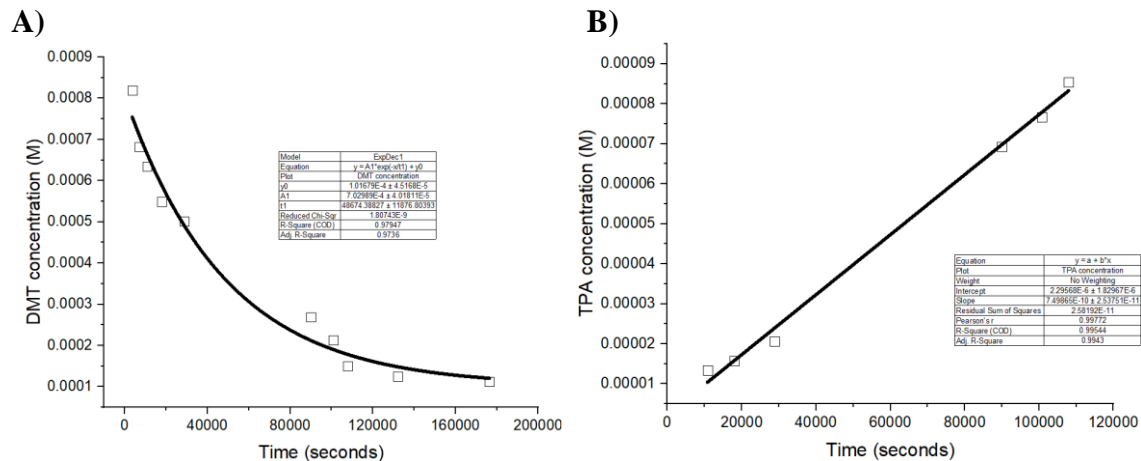 A)
0.0009
0.0008
0.0007
0.0006
0.0005
0.0004
0.0003
0.0002
0.0001
DMT concentration (M)
0 40000 80000 120000 160000 200000
Time (seconds)
Model ExpDec1
Equation y = A1*exp(-x/t1) + y0
Plot DMT concentration
y0 1.01679E-4 ± 4.5168E-5
A1 7.02989E-4 ± 4.01811E-5
t1 48674.38827 ± 11876.80393
Reduced Chi-Sqr 1.80743E-9
R-Square (COD) 0.97947
Adj. R-Square 0.9736
B)
0.00009
0.00008
0.00007
0.00006
0.00005
0.00004
0.00003
0.00002
0.00001
TPA concentration (M)
0 20000 40000 60000 80000 100000 120000
Time (seconds)
Equation y = a + b*x
Plot TPA concentration
Weight No Weighting
Intercept 2.29568E-6 ± 1.82967E-6
Slope 7.49865E-10 ± 2.53751E-11
Residual Sum of Squares 2.58192E-11
Pearson's r 0.99772
R-Square (COD) 0.99544
Adj. R-Square 0.9943